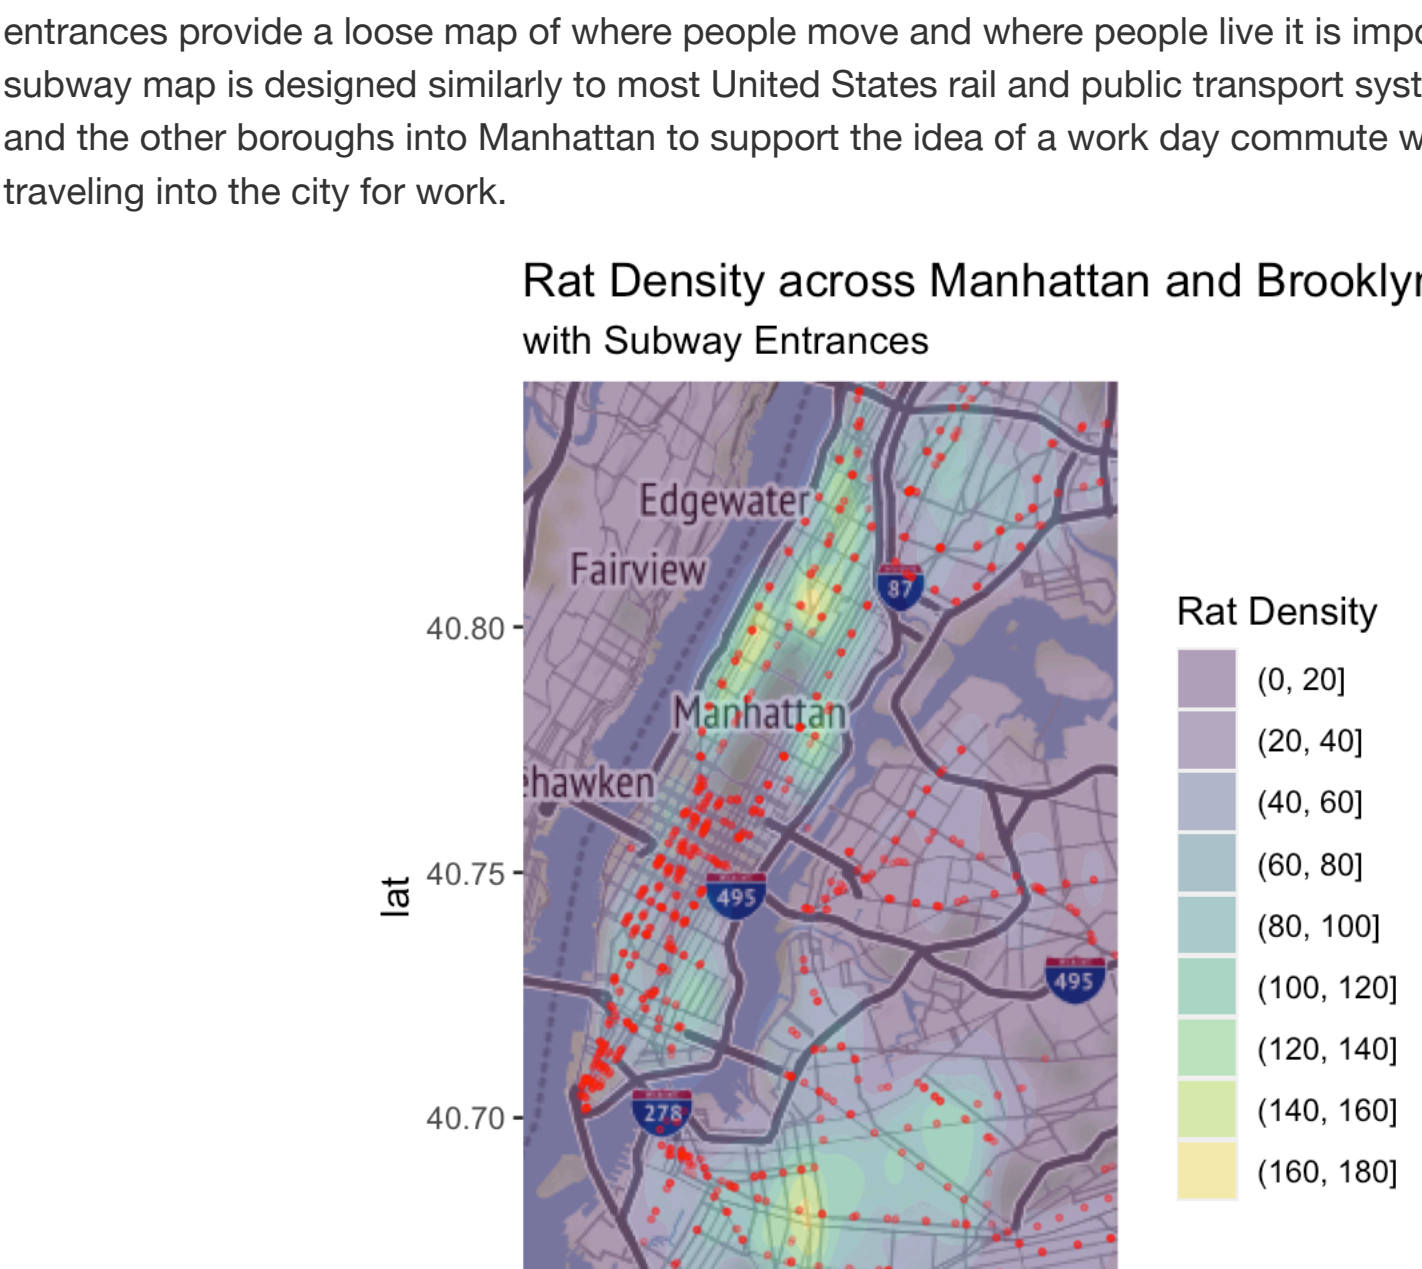 entrances provide a loose map of where people move and where people live it is
subway map is designed similarly to most United States rail and public transport
and the other boroughs into Manhattan to support the idea of a work day commute
traveling into the city for work.
Rat Density across Manhattan and
with Subway Entrances
Edgewater
Fairview
87
40.80
Rat Density
(0, 20]
Manhattan
(20, 40]
ehawken
(40, 60]
40.75
lat
495
(60, 80]
(80, 100]
495
(100, 120]
(120, 140]
40.70
278
(140, 160]
(160, 180]